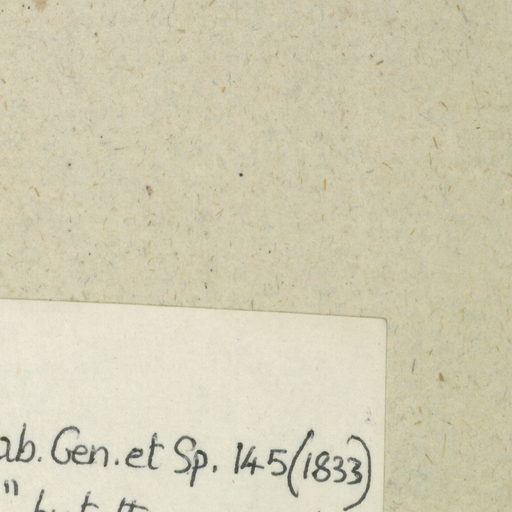 ab. Gen. et Sp. 145 (1833)
"